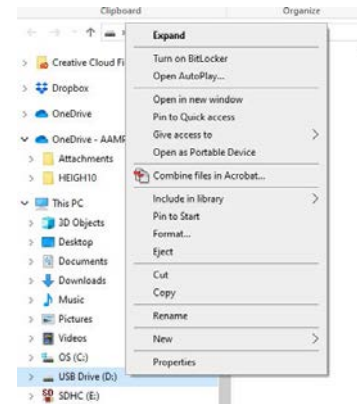 Clipboard
Organize
Expand
Creative Cloud Fi
Turn on BitLocker
Open AutoPlay...
Dropbox
Open in new window
OneDrive
Pin to Quick access
OneDrive - AAMP
Give access to
Attachments
Open as Portable Device
HEIGH10
Combine files in Acrobat...
This PC
Include in library
3D Objects
Pin to Start
Desktop
Format...
Documents
Eject
Downloads
Cut
Music
Copy
Pictures
Rename
Videos
New
OS (C:)
Properties
USB Drive (D:)
SDHC (E:)